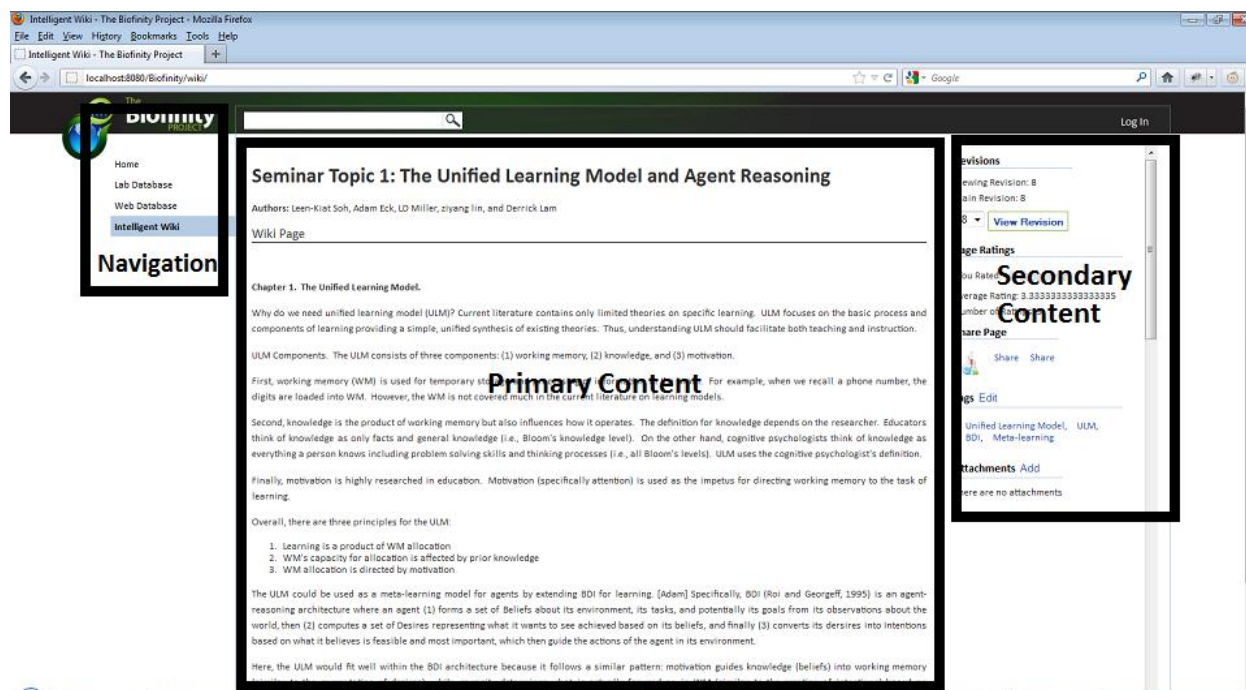 Intelligent Wiki - The Biofinity Project - Mozilla Firefox
File Edit View History Bookmarks Tools Help
Intelligent Wiki - The Biofinity Project +
localhost:8080/Biofinity/wiki/
Google
The
Biofinity
PROJECT
Log In
Home
Lab Database
Web Database
Intelligent Wiki
Navigation
Seminar Topic 1: The Unified Learning Model and Agent Reasoning
Authors: Leen-Kiat Soh, Adam Eck, LD Miller, ziyang lin, and Derrick Lam
Wiki Page
Chapter 1. The Unified Learning Model.
Why do we need unified learning model (ULM)? Current literature contains only limited theories on specific learning. ULM focuses on the basic process and
components of learning providing a simple, unified synthesis of existing theories. Thus, understanding ULM should facilitate both teaching and instruction.
ULM Components. The ULM consists of three components: (1) working memory, (2) knowledge, and (3) motivation.
First, working memory (WM) is used for temporary For example, when we recall a phone number, the
digits are loaded into WM. However, the WM is not covered much in the current literature on learning models.
Primary Content
Second, knowledge is the product of working memory but also influences how it operates. The definition for knowledge depends on the researcher. Educators
think of knowledge as only facts and general knowledge (i.e., Bloom's knowledge level). On the other hand, cognitive psychologists think of knowledge as
everything a person knows including problem solving skills and thinking processes (i.e., all Bloom's levels). ULM uses the cognitive psychologist's definition.
Finally, motivation is highly researched in education. Motivation (specifically attention) is used as the impetus for directing working memory to the task of
learning.
Overall, there are three principles for the ULM:
1. Learning is a product of WM allocation
2. WM's capacity for allocation is affected by prior knowledge
3. WM allocation is directed by motivation
The ULM could be used as a meta-learning model for agents by extending BDI for learning. [Adam] Specifically, BDI (Roi and Georgeff, 1995) is an agent-
reasoning architecture where an agent (1) forms a set of Beliefs about its environment, its tasks, and potentially its goals from its observations about the
world, then (2) computes a set of Desires representing what it wants to see achieved based on its beliefs, and finally (3) converts its dersires into Intentions
based on what it believes is feasible and most important, which then guide the actions of the agent in its environment.
Here, the ULM would fit well within the BDI architecture because it follows a similar pattern: motivation guides knowledge (beliefs) into working memory
evisions
ewing Revision: 8
ain Revision: 8
8 View Revision
age Ratings
ou Rated:
Secondary
verage Rating: 3.3333333333333335
Content
hare Page
Share Share
ags Edit
Unified Learning Model, ULM,
BDI, Meta-learning
ttachments Add
here are no attachments